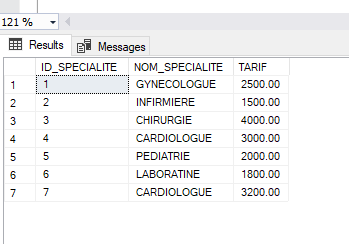 121 %
Results Messages
ID_SPECIALITE NOM_SPECIALITE TARIF
1 1 GYNECOLOGUE 2500.00
2 2 INFIRMIERE 1500.00
3 3 CHIRURGIE 4000.00
4 4 CARDIOLOGUE 3000.00
5 5 PEDIATRIE 2000.00
6 6 LABORATINE 1800.00
7 7 CARDIOLOGUE 3200.00